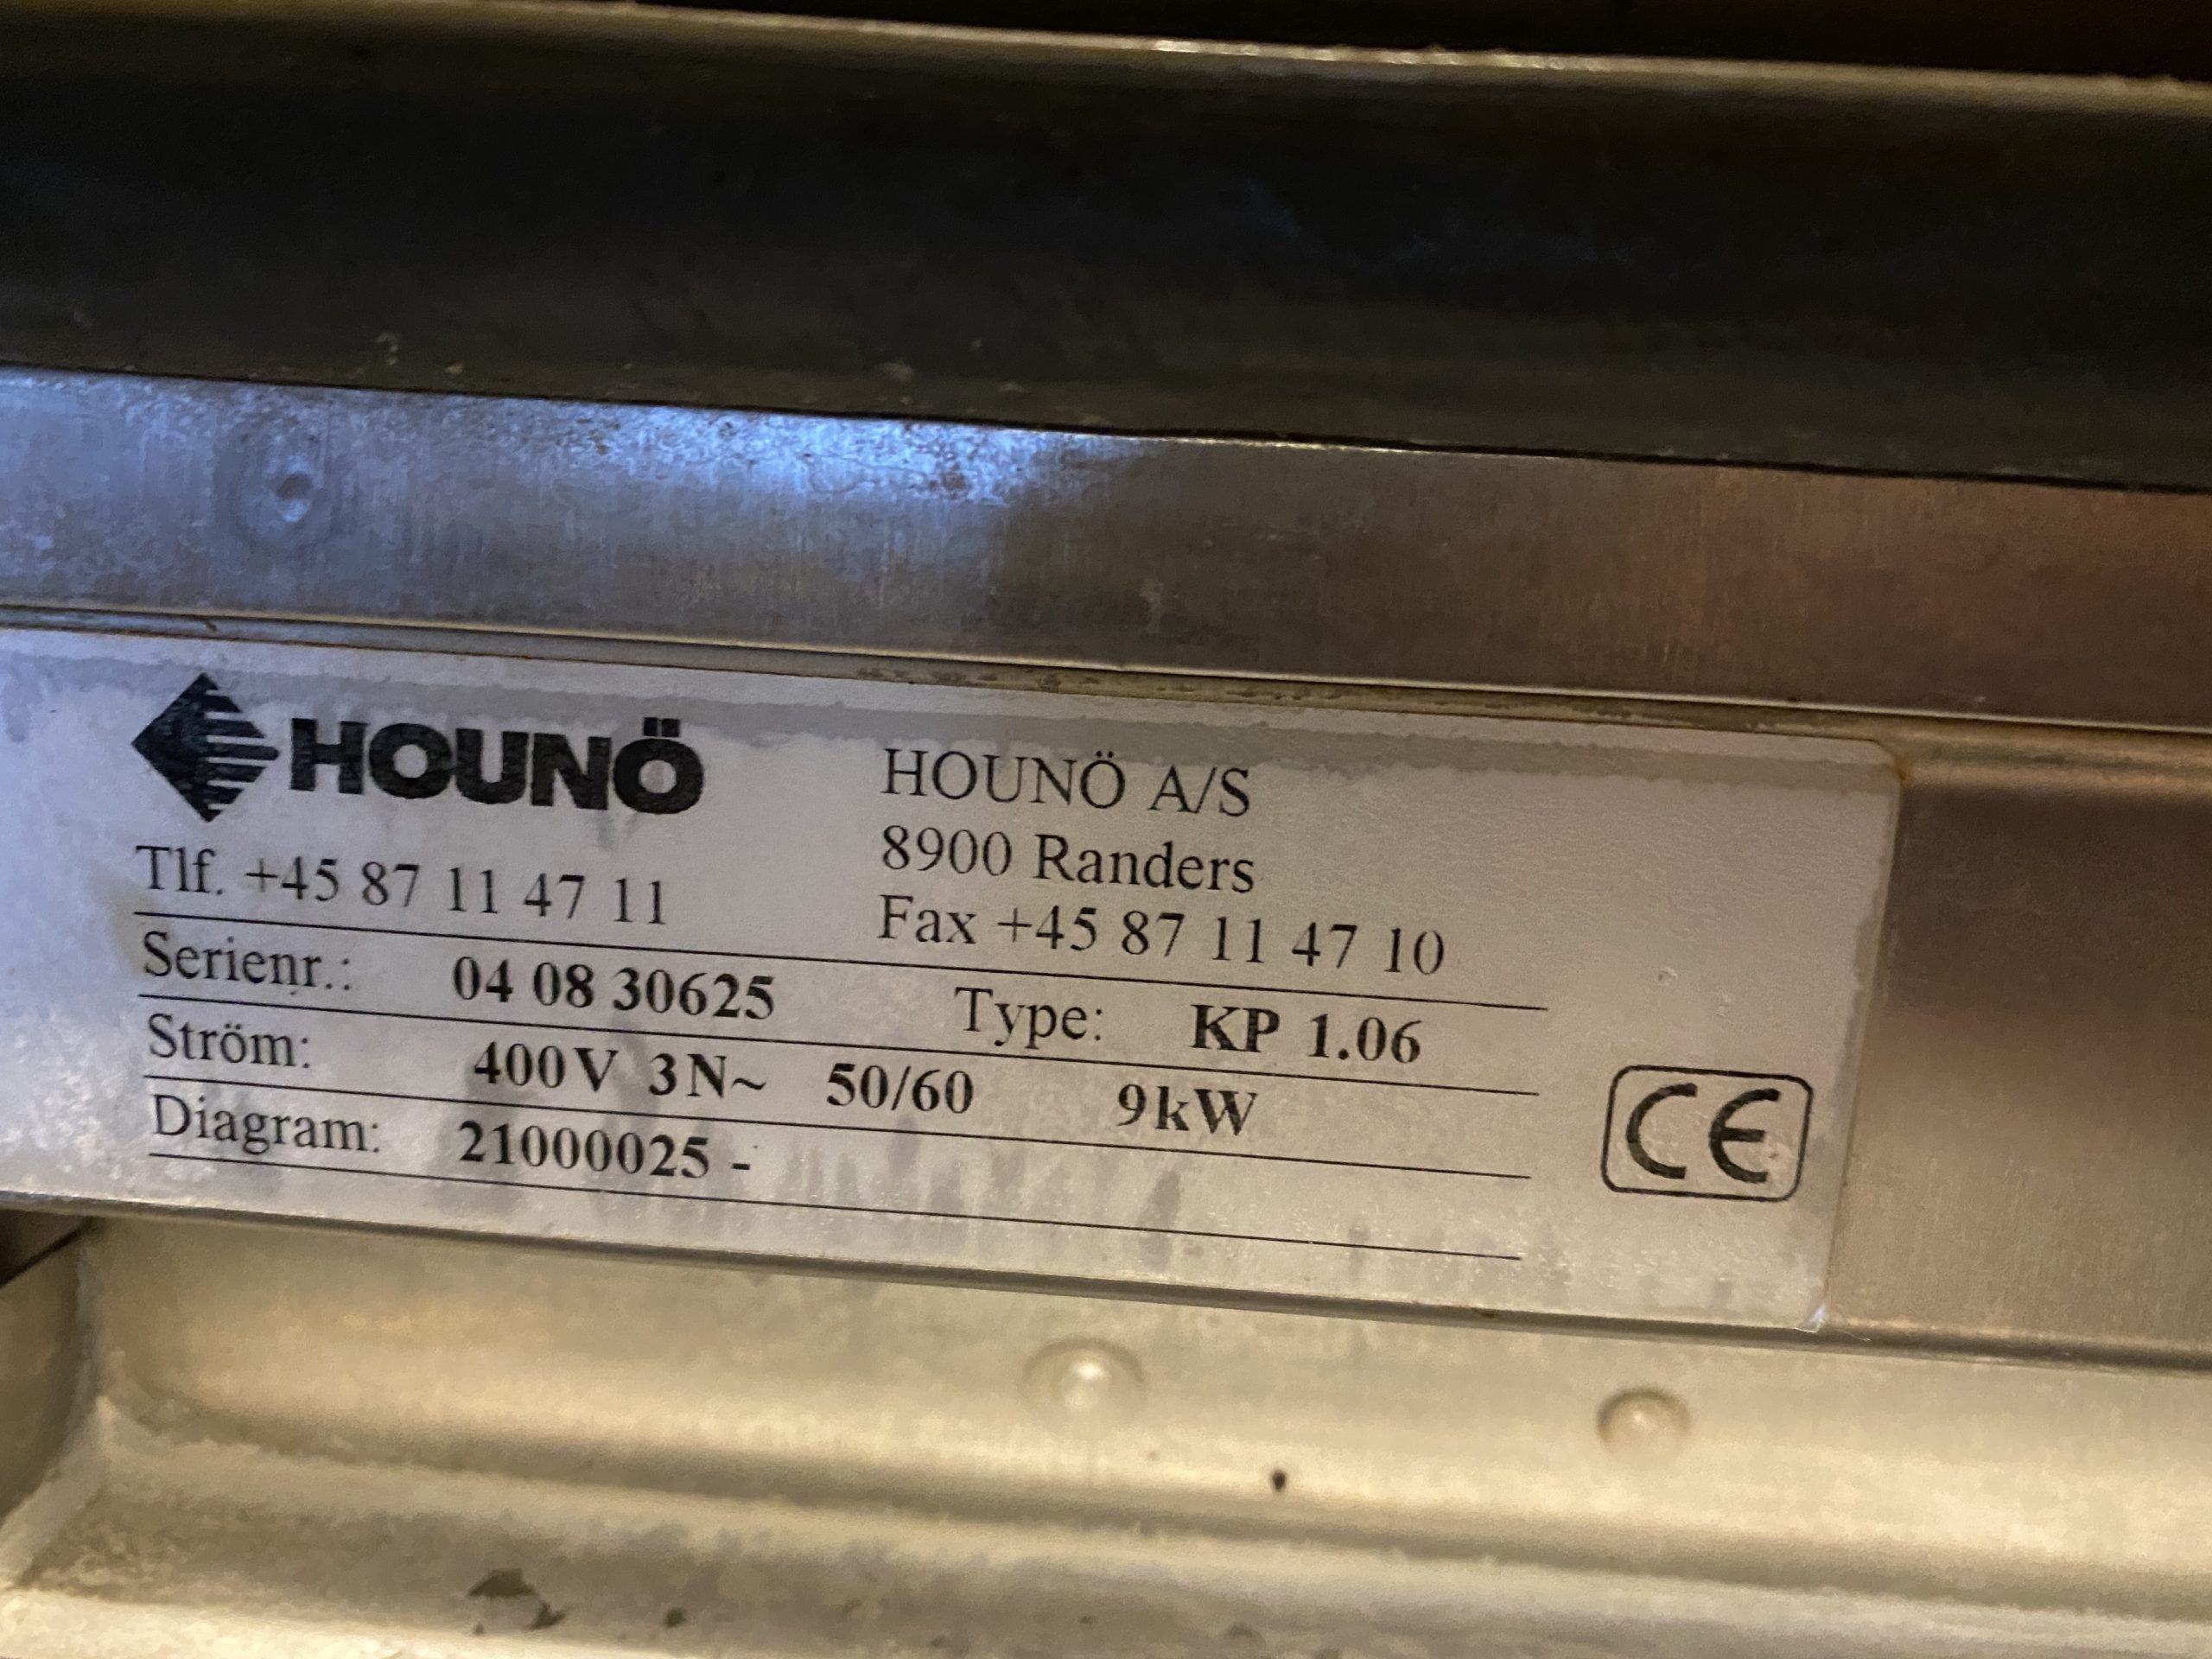 HOUNÖ
HOUNÖ A/S
8900 Randers
Tlf. +45 87 11 47 11
Fax +45 87 11 47 10
Serienr.: 04 08 30625 Type: KP 1.06
Ström: 400V 3N~ 50/60 9kW
Diagram: 21000025 -
CE